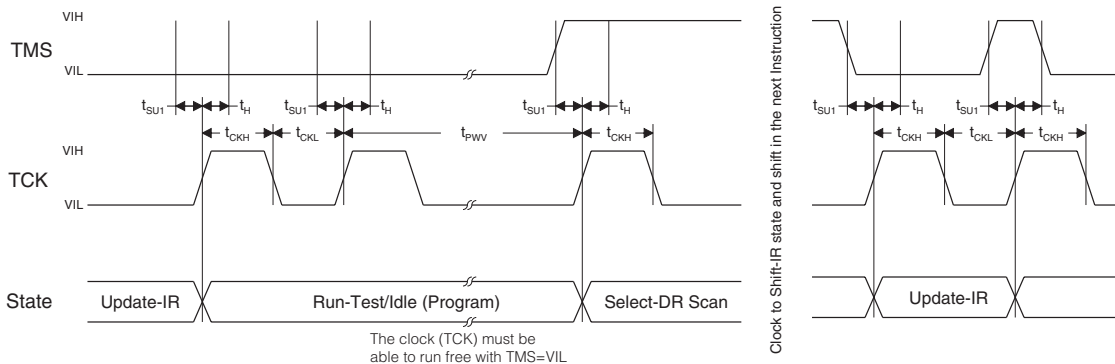 VIH
TMS
VIL
tSU1 tH tSU1 tH tSU1 tH tSU1 tH tSU1 tH
tCKH tCKL tPWV tCKH tCKH tCKL tCKH
VIH
TCK
VIL
State
Update-IR
Run-Test/Idle (Program)
Select-DR Scan
Update-IR
The clock (TCK) must be
able to run free with TMS=VIL
Clock to Shift-IR state and shift in the next Instruction